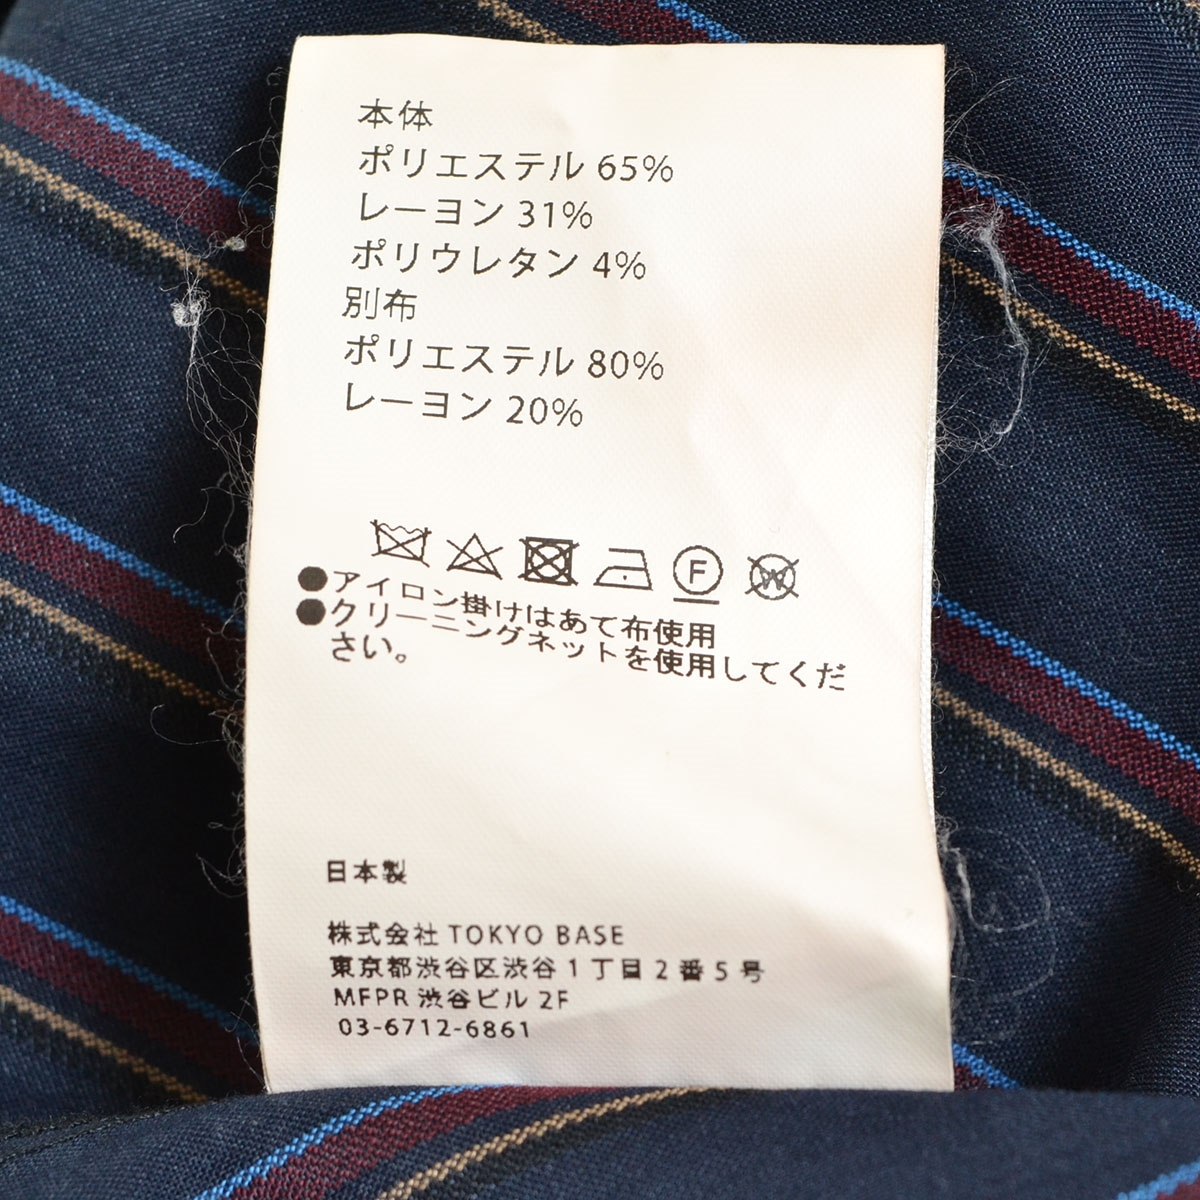 本体
ポリエステル 65%
レーヨン 31%
ポリウレタン 4%
別布
ポリエステル 80%
レーヨン 20%
F W
●アイロン掛けはあて布使用
●クリーニングネットを使用してくだ
さい。
日本製
株式会社 TOKYO BASE
東京都渋谷区渋谷1丁目2番5号
MFPR 渋谷ビル 2F
03-6712-6861